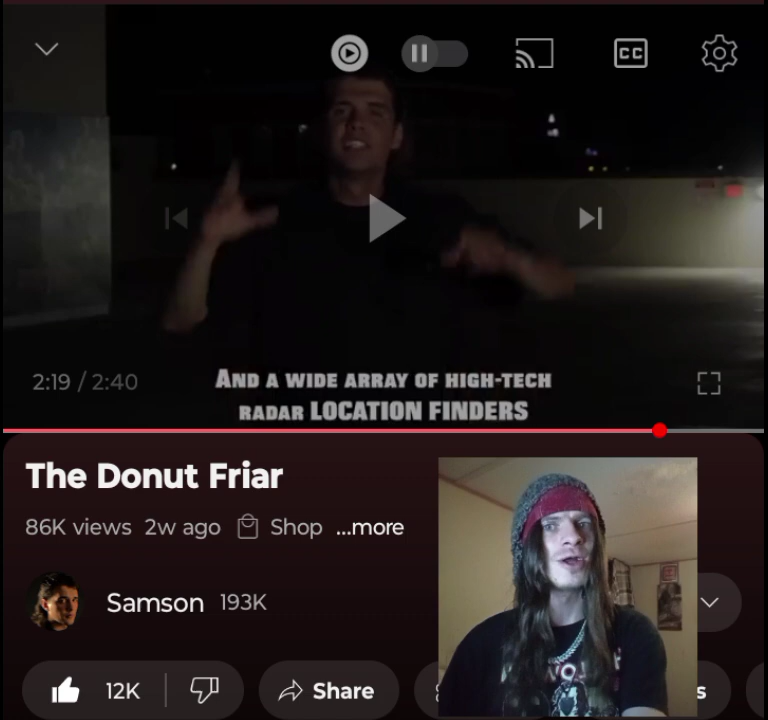 CC
2:19 / 2:40
AND A WIDE ARRAY OF HIGH-TECH
RADAR LOCATION FINDERS
The Donut Friar
86K views 2w ago Shop ...more
Samson 193K
12K Share s